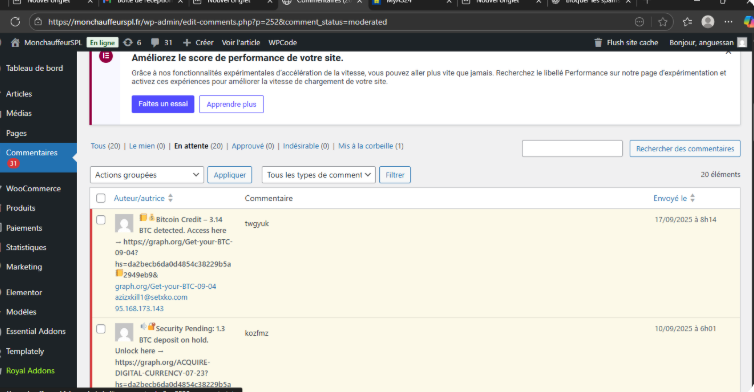 Nouvel onglet
Boîte de réceptio
Nouvel onglet
Commentaires (
MyAS24
Nouvel onglet
Bloquer les spam
https://monchauffeurspl.fr/wp-admin/edit-comments.php?p=252&comment_status=moderated
MonchauffeurSPL
En ligne
6
31
Créer
Voir l'article
WPCode
Flush site cache
Bonjour, anguessan
Tableau de bord
Articles
Médias
Pages
Commentaires
31
WooCommerce
Produits
Paiements
Statistiques
Marketing
Elementor
Modèles
Essential Addons
Templately
Royal Addons
Améliorez le score de performance de votre site.
Grâce à nos fonctionnalités expérimentales d'accélération de la vitesse, vous pouvez aller plus vite que jamais. Recherchez le libellé Performance sur notre page d'expérimentation et
activez ces expériences pour améliorer la vitesse de chargement de votre site.
Faites un essai
Apprendre plus
Tous (20) | Le mien (0) | En attente (20) | Approuvé (0) | Indésirable (0) | Mis à la corbeille (1)
Rechercher des commentaires
Actions groupées
Appliquer
Tous les types de comment
Filtrer
20 éléments
Auteur/autrice
Commentaire
Envoyé le
Bitcoin Credit – 3.14
BTC detected. Access here
— https://graph.org/Get-your-BTC-
09-04?
hs=da2becb6da0d4854c38229b5a
2949eb9&
graph.org/Get-your-BTC-09-04
azizxkill1@setxko.com
95.168.173.143
twgyuk
17/09/2025 à 8h14
Security Pending: 1.3
BTC deposit on hold.
Unlock here —
https://graph.org/ACQUIRE-
DIGITAL-CURRENCY-07-23?
hs=da2becb6da0d4854c38229b5a
kozfmz
10/09/2025 à 6h01